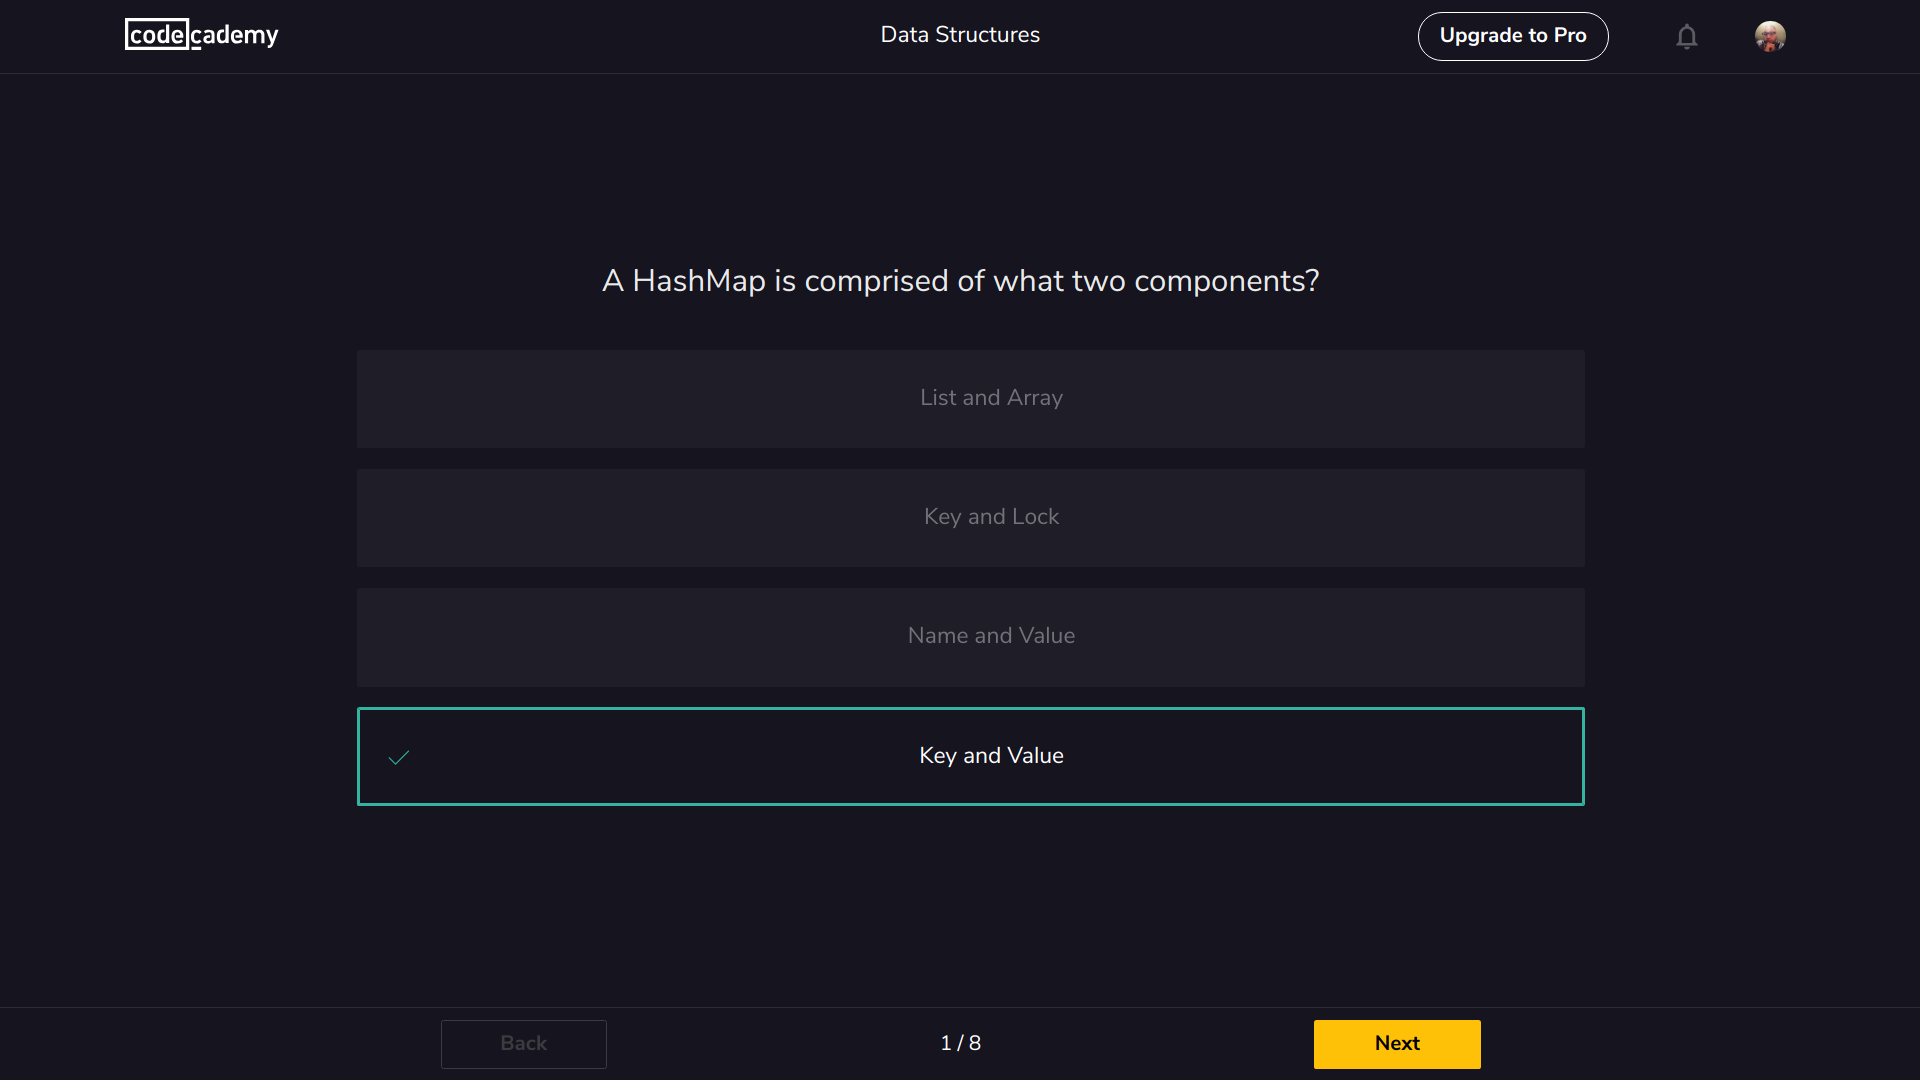 codecademy
Data Structures
Upgrade to Pro
A HashMap is comprised of what two components?
List and Array
Key and Lock
Name and Value
Key and Value
Back
1 / 8
Next